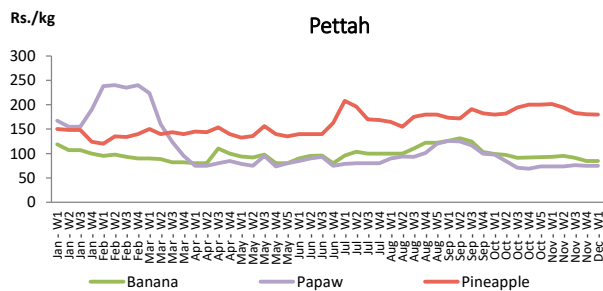 Rs./kg
Pettah
300
250
200
150
100
50
0
Jan - W1
Jan - W2
Jan - W3
Jan - W4
Feb - W1
Feb - W2
Feb - W3
Feb - W4
Mar - W1
Mar - W2
Mar - W3
Mar - W4
Apr - W1
Apr - W2
Apr - W3
Apr - W4
May - W1
May - W2
May - W3
May - W4
May - W5
Jun - W1
Jun - W2
Jun - W3
Jun - W4
Jul - W1
Jul - W2
Jul - W3
Jul - W4
Aug - W1
Aug - W2
Aug - W3
Aug - W4
Aug - W5
Sep - W1
Sep - W2
Sep - W3
Sep - W4
Oct - W1
Oct - W2
Oct - W3
Oct - W4
Oct - W5
Nov - W1
Nov - W2
Nov - W3
Nov - W4
Dec - W1
Banana
Papaw
Pineapple